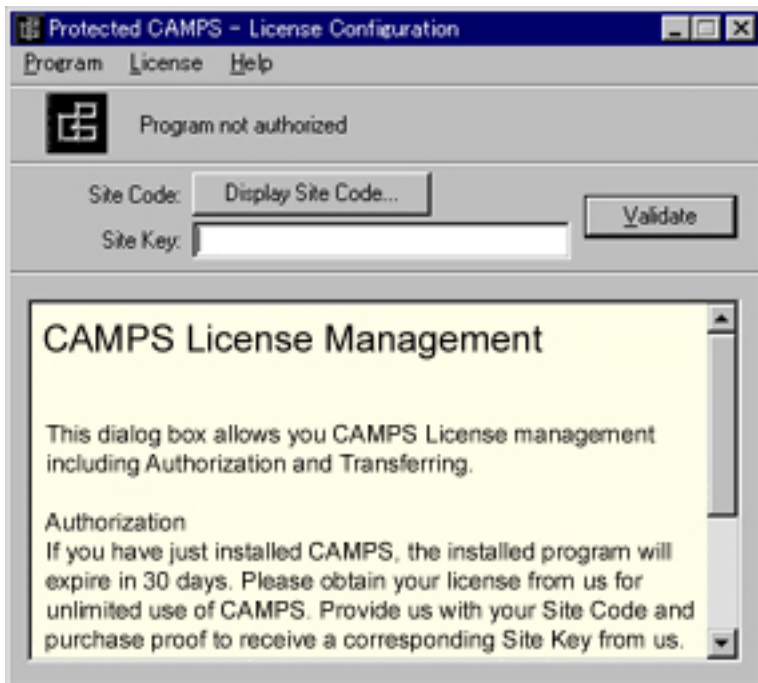 Protected CAMPS - License Configuration
Program License Help
Program not authorized
Site Code: Display Site Code...
Validate
Site Key:
CAMPS License Management
This dialog box allows you CAMPS License management
including Authorization and Transferring.
Authorization
If you have just installed CAMPS, the installed program will
expire in 30 days. Please obtain your license from us for
unlimited use of CAMPS. Provide us with your Site Code and
purchase proof to receive a corresponding Site Key from us.